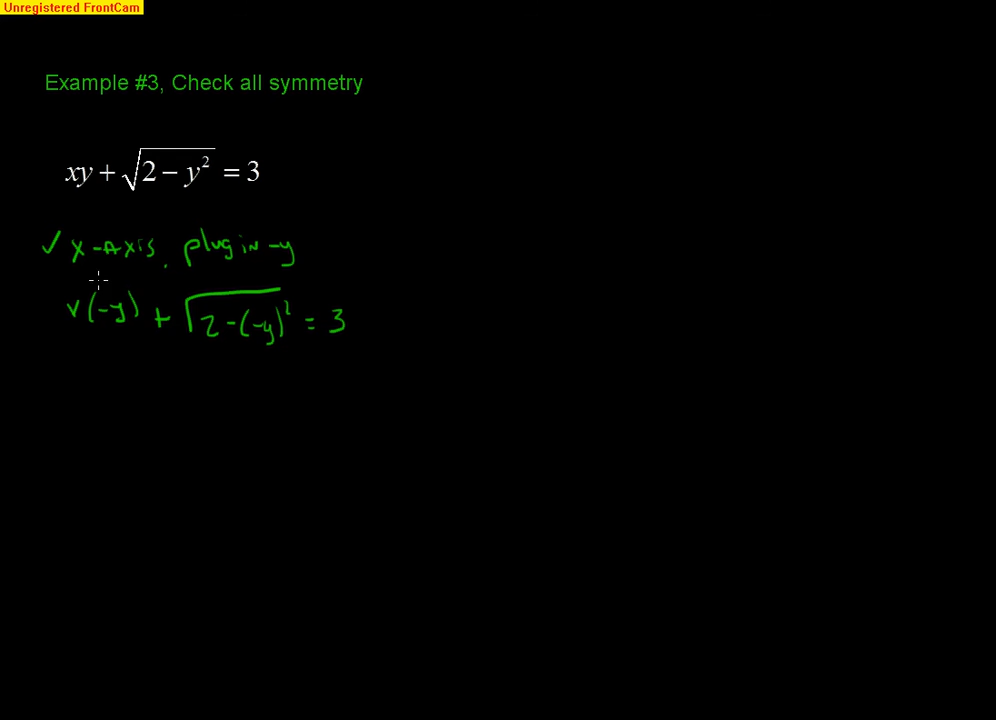 Unregistered FrontCam
Example #3, Check all symmetry
xy + √(2 − y²) = 3
✓ x-Axis, plug in -y
x(-y) + √(2-(-y)²) = 3